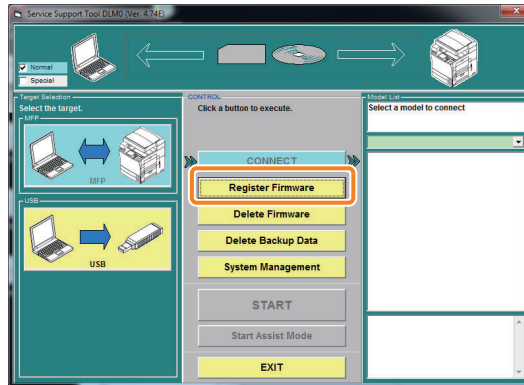 Service Support Tool DLM0 (Ver. 4.74E)
Normal
Special
Target Selection
Select the target.
MFP
MFP
USB
USB
CONTROL
Click a button to execute.
CONNECT
Register Firmware
Delete Firmware
Delete Backup Data
System Management
START
Start Assist Mode
EXIT
Model List
Select a model to connect